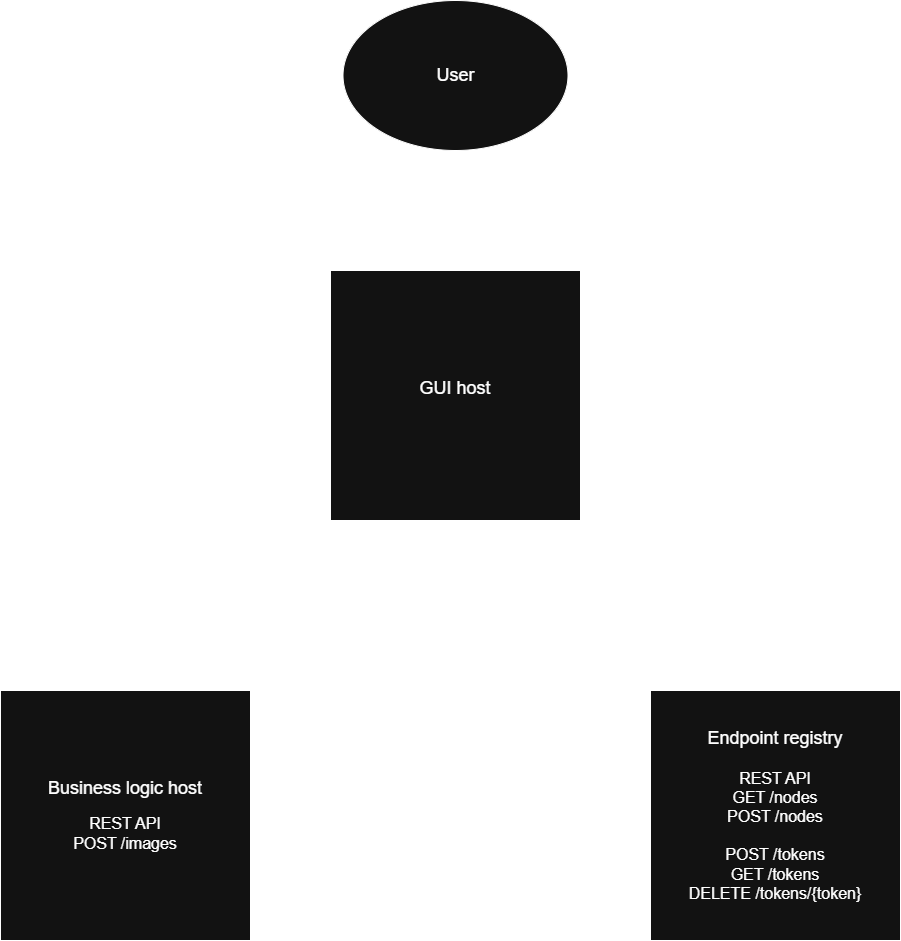 User
GUI host
Business logic host
REST API
POST /images
Endpoint registry
REST API
GET /nodes
POST /nodes
POST /tokens
GET /tokens
DELETE /tokens/{token}